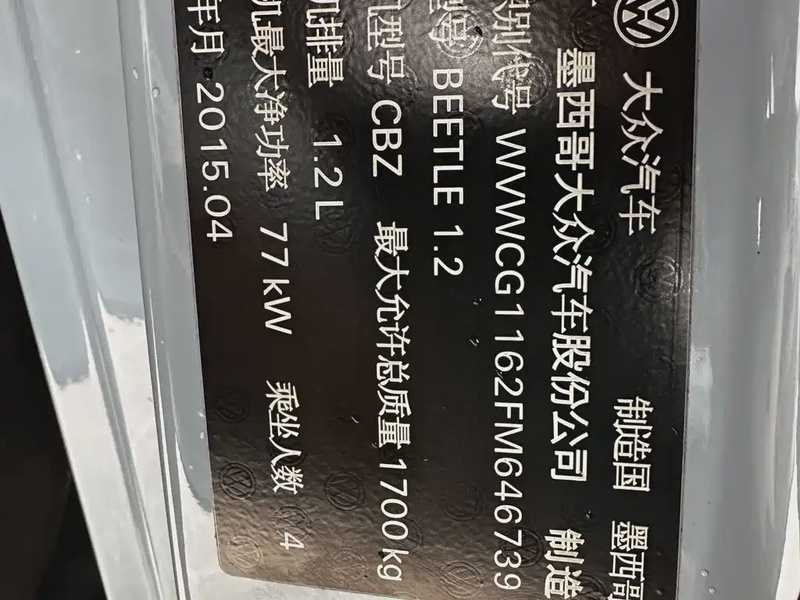 大众汽车 制造国 墨西哥
墨西哥大众汽车股份公司 制造
别代号 WVWCG1162FM646739
型号 BEETLE 1.2
机型号 CBZ 最大允许总质量 1700 kg
机排量 1.2 L
机最大净功率 77 kW 乘坐人数 4
年月 2015.04